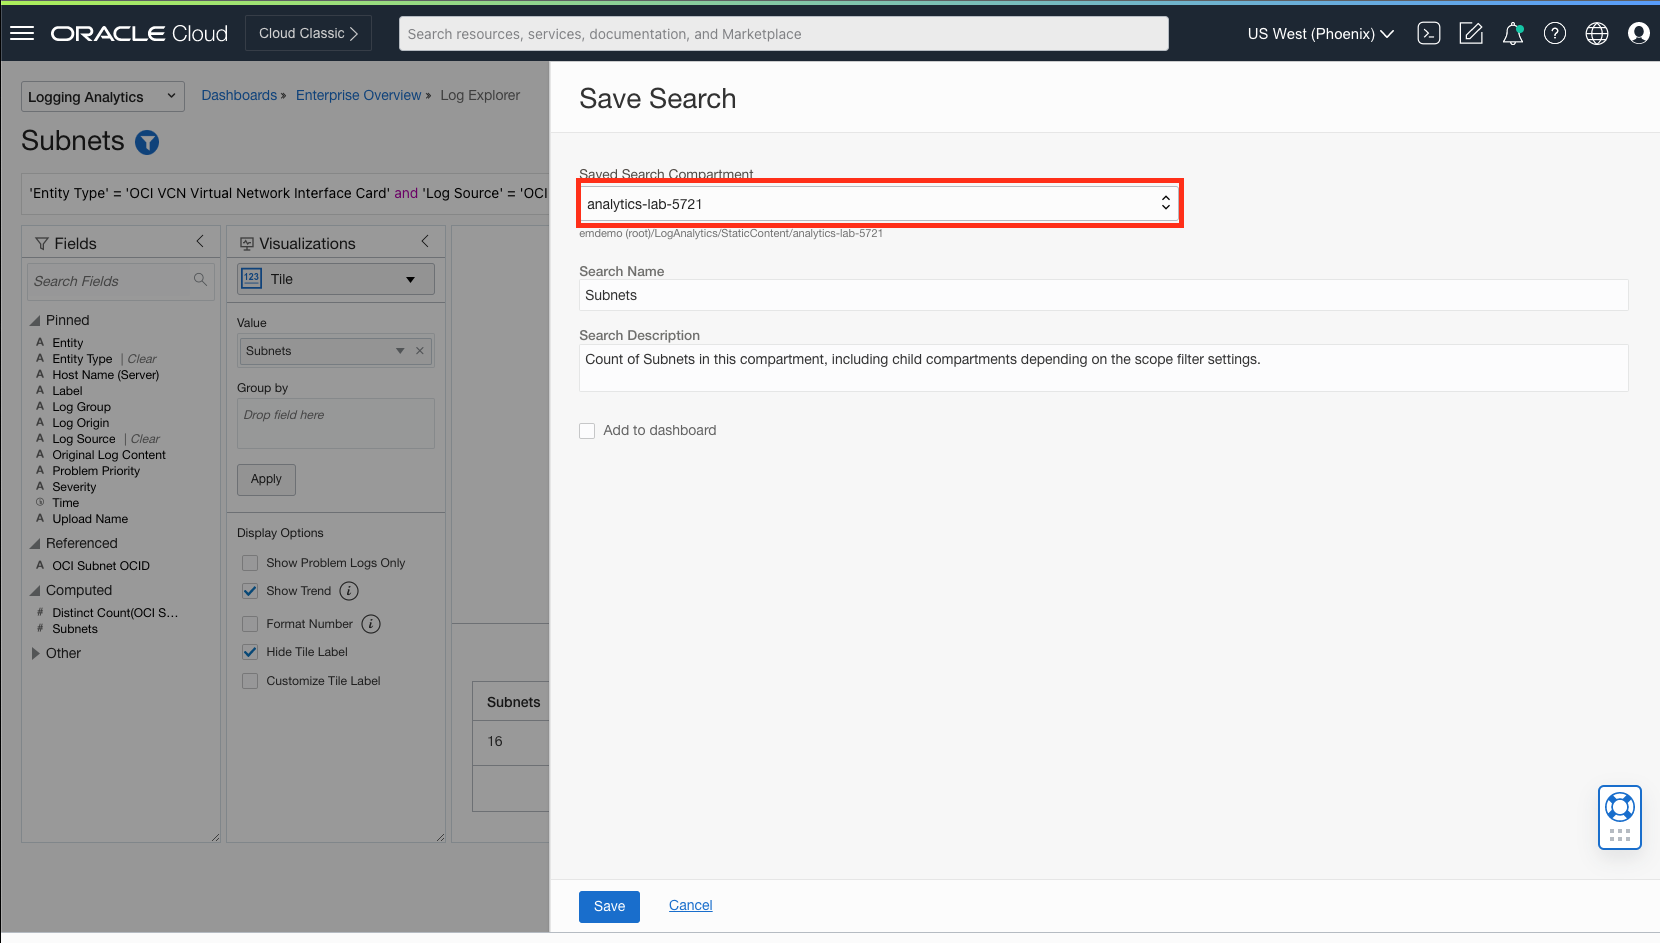 ORACLE Cloud
Cloud Classic
Search resources, services, documentation, and Marketplace
US West (Phoenix)
Logging Analytics
Dashboards » Enterprise Overview » Log Explorer
Subnets
'Entity Type' = 'OCI VCN Virtual Network Interface Card' and 'Log Source' = 'OCI
Fields
Search Fields
Pinned
A Entity
A Entity Type | Clear
A Host Name (Server)
A Label
A Log Group
A Log Origin
A Log Source | Clear
A Original Log Content
A Problem Priority
A Severity
Time
A Upload Name
Referenced
A OCI Subnet OCID
Computed
# Distinct Count(OCI S...
# Subnets
Other
Visualizations
123 Tile
Value
Subnets
Group by
Drop field here
Apply
Display Options
Show Problem Logs Only
Show Trend i
Format Number i
Hide Tile Label
Customize Tile Label
Subnets
16
Save Search
Saved Search Compartment
analytics-lab-5721
emdemo (root)/LogAnalytics/StaticContent/analytics-lab-5721
Search Name
Subnets
Search Description
Count of Subnets in this compartment, including child compartments depending on the scope filter settings.
Add to dashboard
Save
Cancel